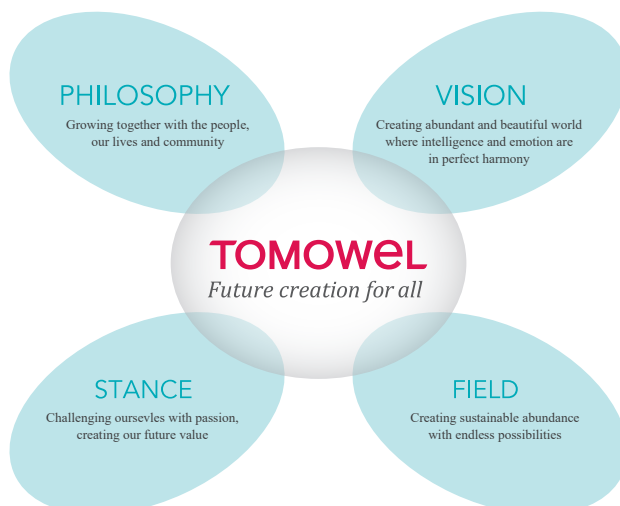 PHILOSOPHY
Growing together with the people,
our lives and community
VISION
Creating abundant and beautiful world
where intelligence and emotion are
in perfect harmony
TOMOWEL
Future creation for all
STANCE
Challenging oursevles with passion,
creating our future value
FIELD
Creating sustainable abundance
with endless possibilities